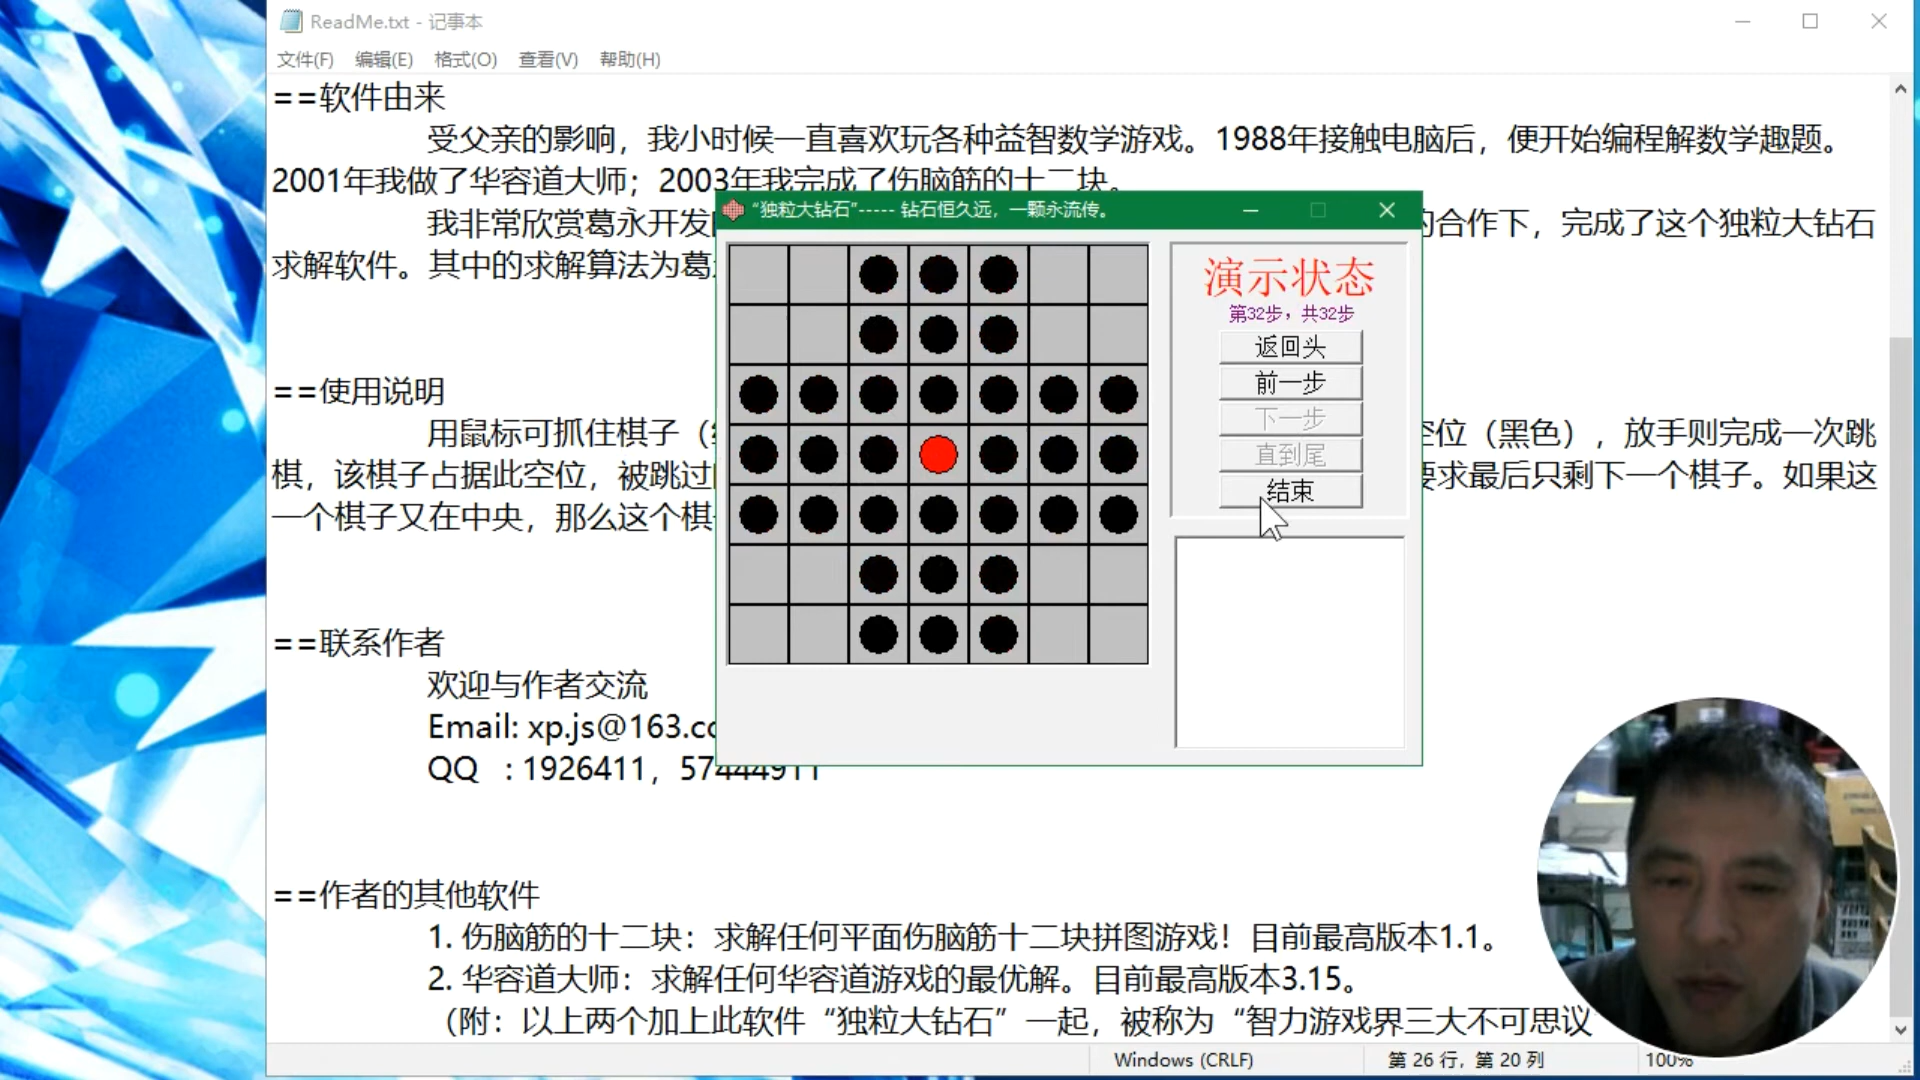 ReadMe.txt - 记事本
文件(F) 编辑(E) 格式(O) 查看(V) 帮助(H)
==软件由来
受父亲的影响，我小时候一直喜欢玩各种益智数学游戏。1988年接触电脑后，便开始编程解数学趣题。
2001年我做了华容道大师；2003年我完成了伤脑筋的十二块。
我非常欣赏葛永开发
的合作下，完成了这个独粒大钻石
求解软件。其中的求解算法为葛
==使用说明
用鼠标可抓住棋子（
空位（黑色），放手则完成一次跳
棋，该棋子占据此空位，被跳过
要求最后只剩下一个棋子。如果这
一个棋子又在中央，那么这个棋
==联系作者
欢迎与作者交流
Email: xp.js@163.co
QQ ：1926411，57444911
==作者的其他软件
1. 伤脑筋的十二块：求解任何平面伤脑筋十二块拼图游戏！目前最高版本1.1。
2. 华容道大师：求解任何华容道游戏的最优解。目前最高版本3.15。
（附：以上两个加上此软件“独粒大钻石”一起，被称为“智力游戏界三大不可思议
Windows (CRLF) 第 26 行，第 20 列 100%
“独粒大钻石”----- 钻石恒久远，一颗永流传。
演示状态
第32步，共32步
返回头
前一步
下一步
直到尾
结束